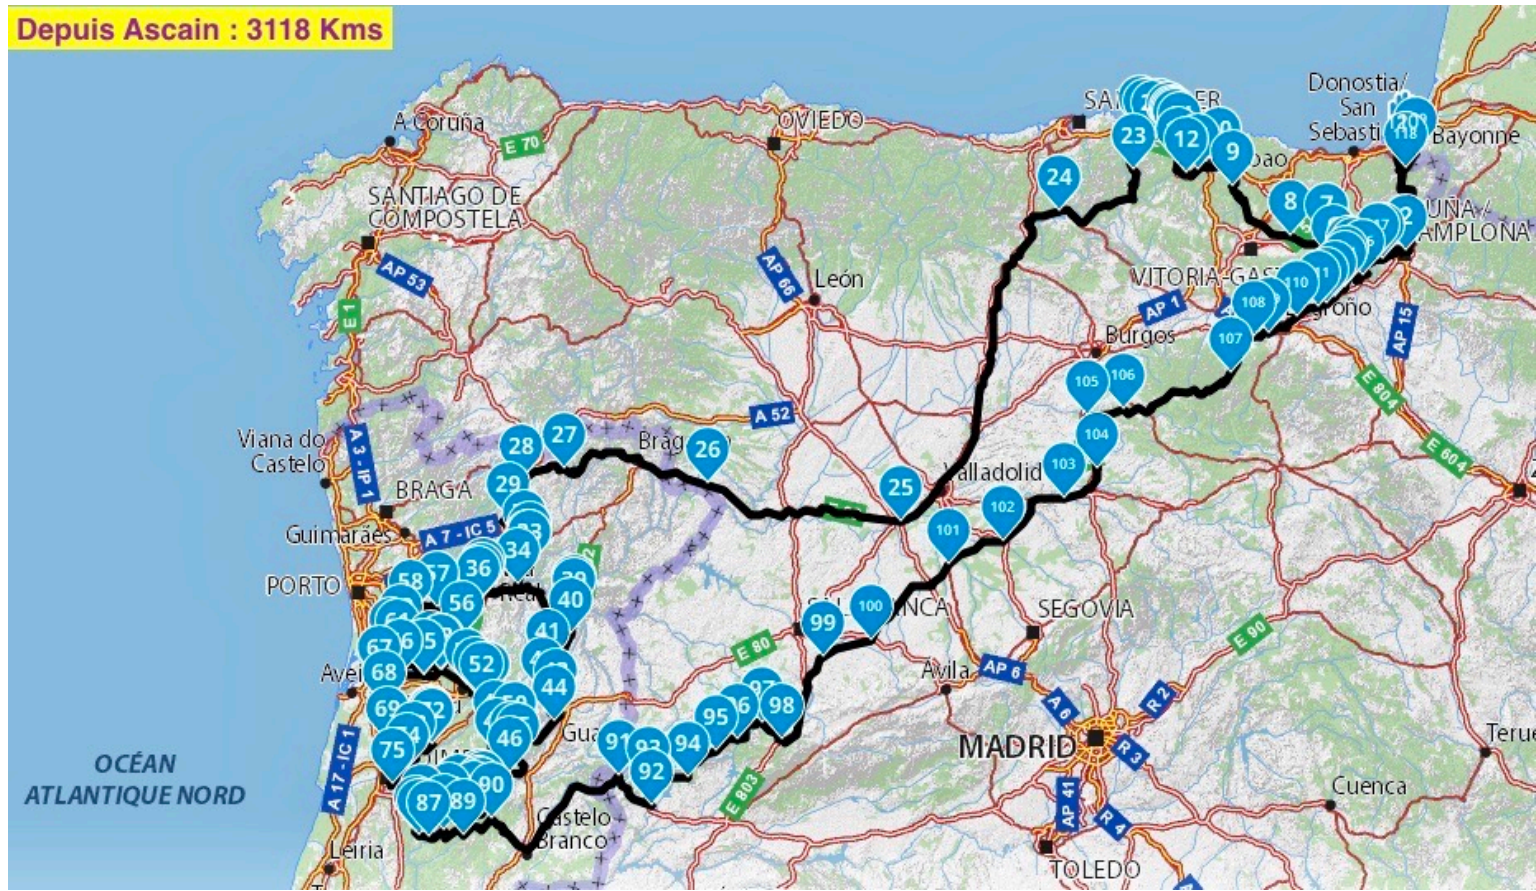 Depuis Ascain : 3118 Kms
Donostia/
San
Bayonne
A Coruña
OVIEDO
E 70
23
12
9
24
8
7
2
SANTIAGO DE
COMPOSTELA
AP 53
AP 66
León
E 1
110
108
107
AP 1
AP 15
Burgos
105
106
E 804
A 52
104
E 604
Viana do
Castelo
A 3 - IP 1
28
27
26
29
25
Valladolid
103
102
101
BRAGA
Guimarães
A 7 - IC 5
34
PORTO
58
36
56
40
41
100
99
SEGOVIA
E 80
E 90
67
52
68
44
69
46
75
Ávila
AP 6
A 6
R 2
95
98
94
91
92
MADRID
R 3
OCÉAN
ATLANTIQUE NORD
A 17 - IC 1
87
89
90
E 803
AP 41
R 4
Cuenca
Castelo
Branco
Leiria
TOLEDO